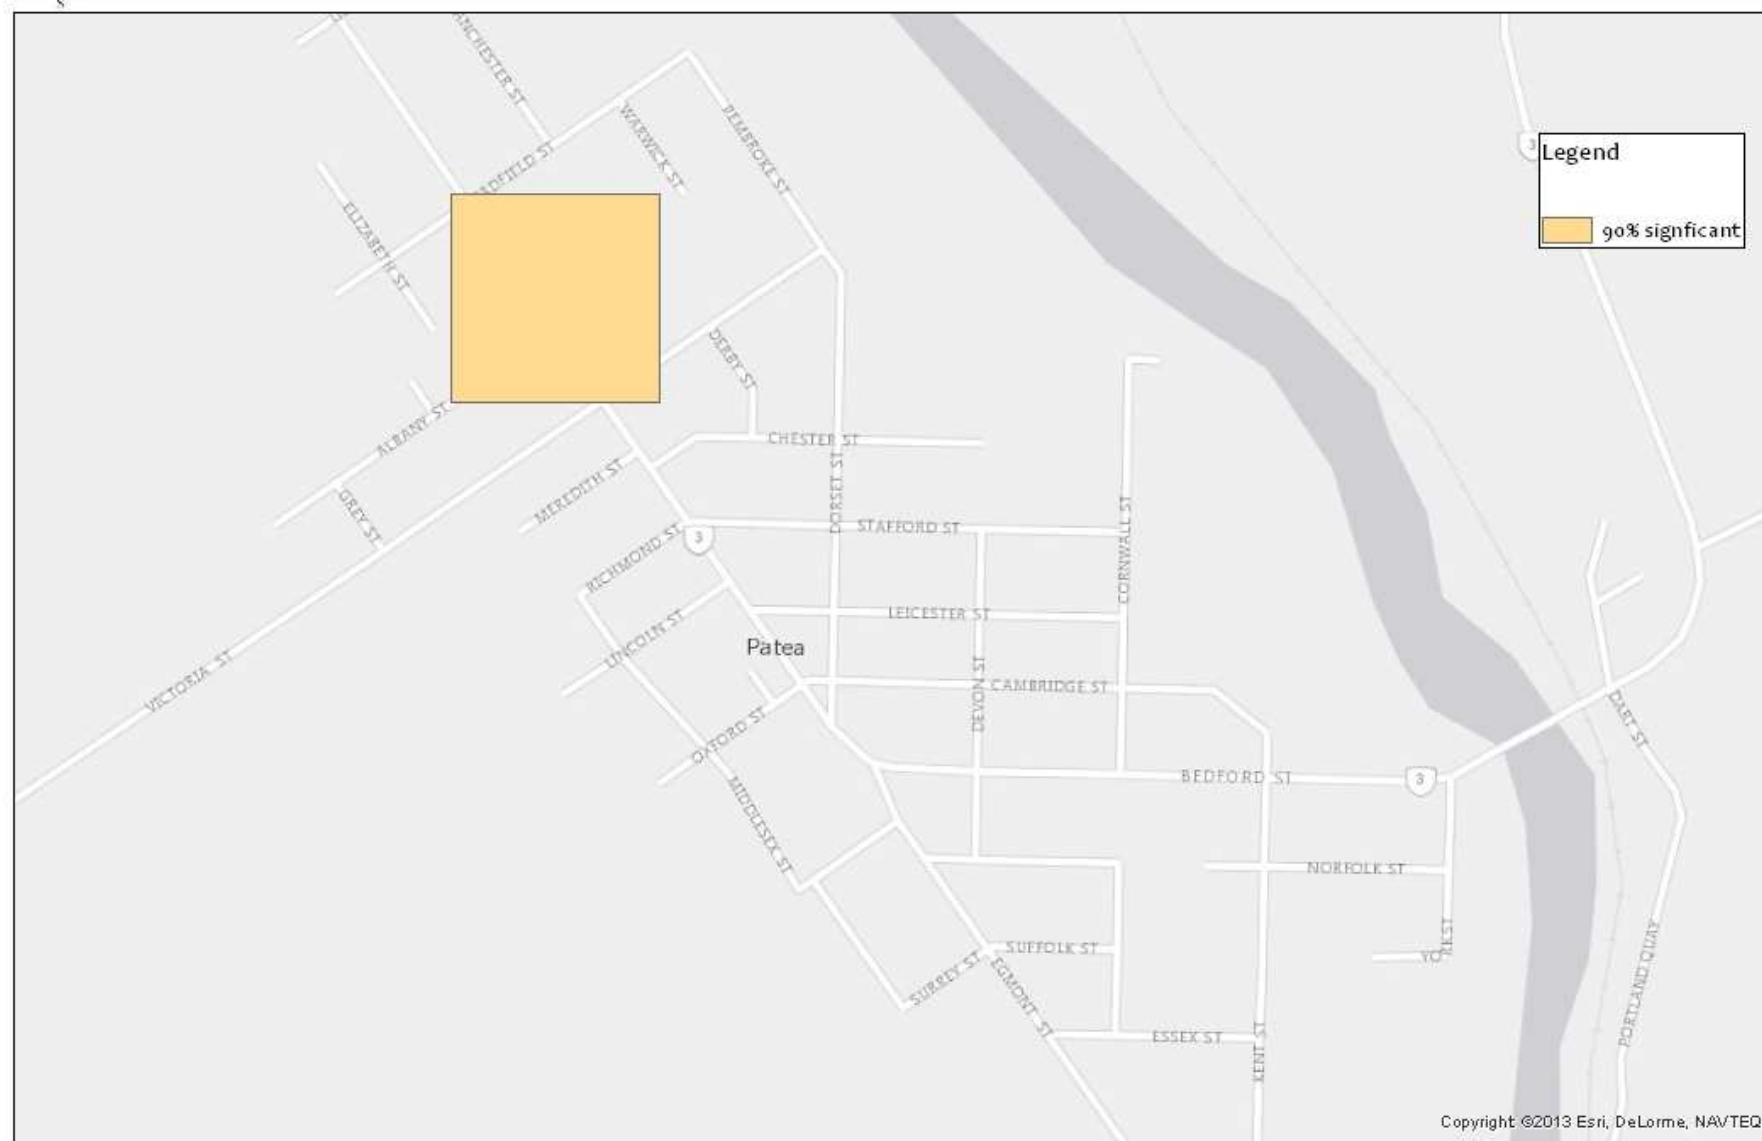 WARWICK ST
PEMBROKE ST
3
Legend
90% signficant
ELIZABETH ST
DERBY ST
ALBANY ST
CHESTER ST
MEREDITH ST
GREY ST
DORSET ST
STAFFORD ST
CORNWALL ST
RICHMOND ST
3
LEICESTER ST
LINCOLN ST
Patea
VICTORIA ST
DEVON ST
CAMBRIDGE ST
OXFORD ST
DART ST
BEDFORD ST
3
MIDDLESEX ST
NORFOLK ST
SUFFOLK ST
YORK ST
SURREY ST
EGMONT ST
PORTLAND QUAY
ESSEX ST
KENT ST
Copyright ©2013 Esri, DeLorme, NAVTEQ